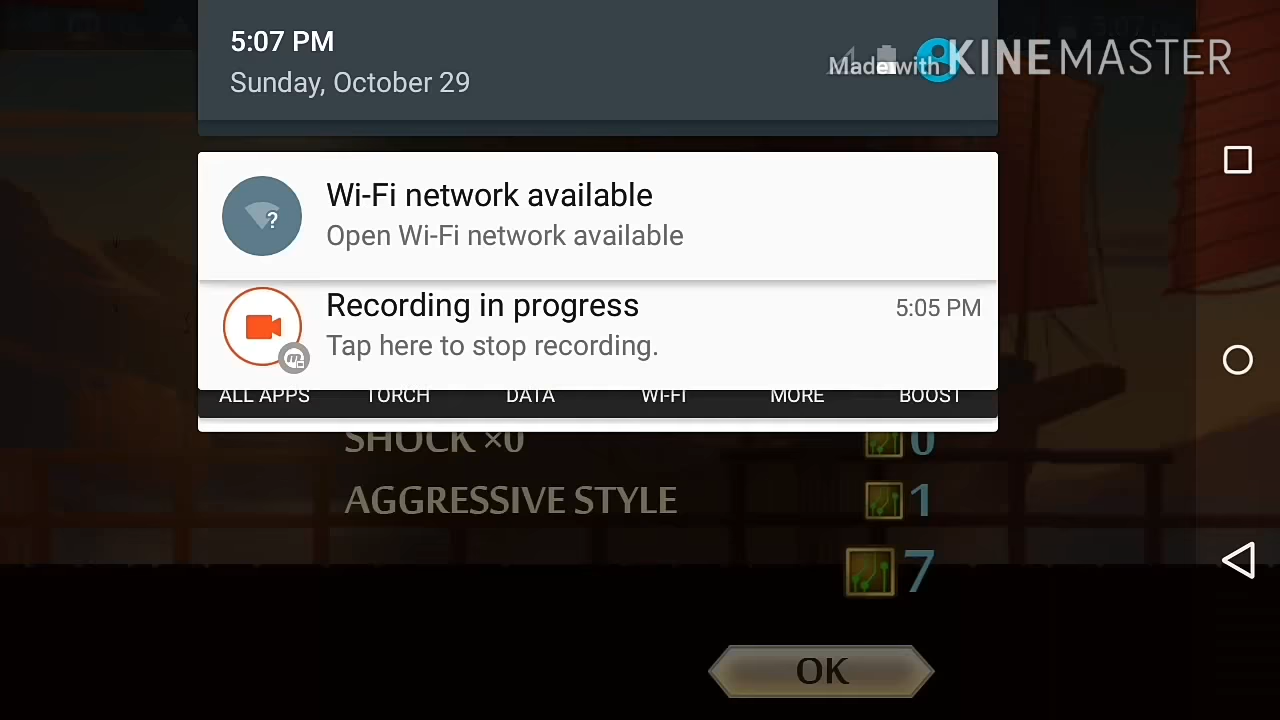 5:07 PM
Sunday, October 29
Made with KINEMASTER
Wi-Fi network available
Open Wi-Fi network available
Recording in progress
5:05 PM
Tap here to stop recording.
ALL APPS TORCH DATA WI-FI MORE BOOST
SHOCK ×0 0
AGGRESSIVE STYLE 1
7
OK